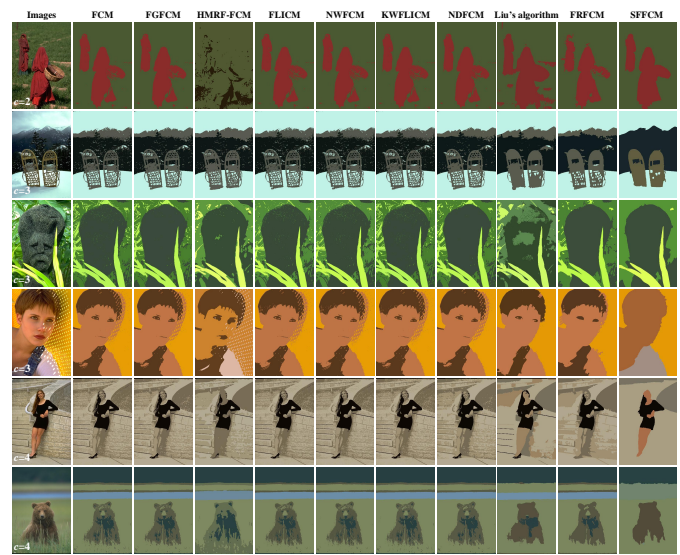 Images FCM FGFCM HMRF-FCM FLICM NWFCM KWFLICM NDFCM Liu's algorithm FRFCM SFFCM
c=2
c=3
c=3
c=3
c=4
c=4